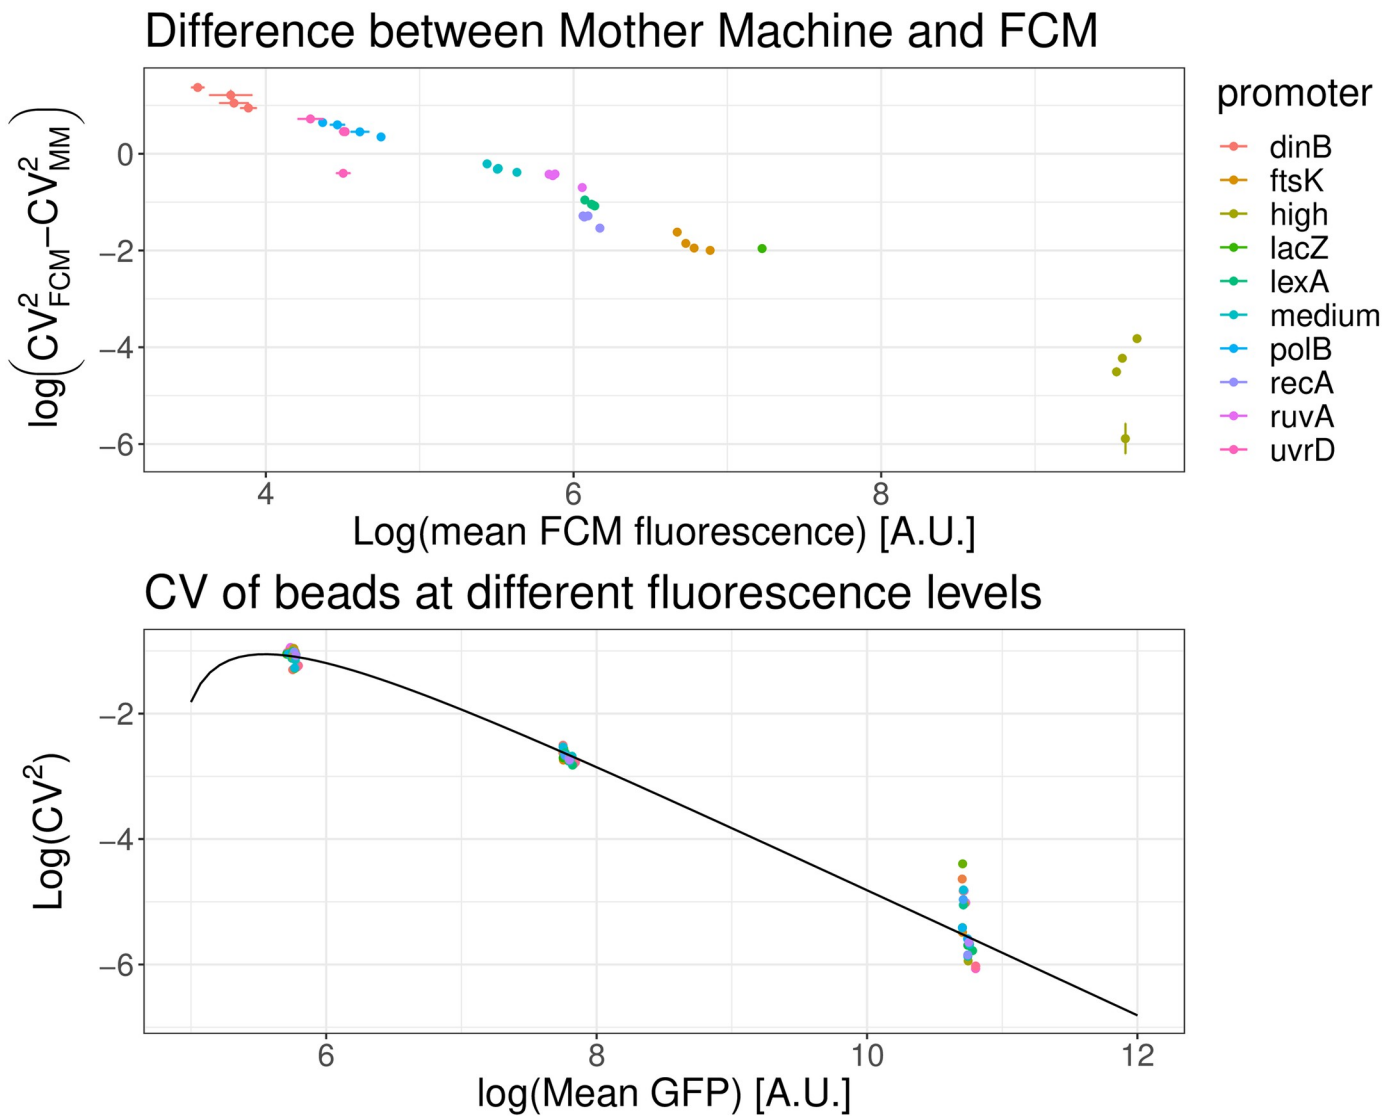 Difference between Mother Machine and FCM
log(CV²FCM−CV²MM)
0
−2
−4
−6
4 6 8
Log(mean FCM fluorescence) [A.U.]
promoter
dinB
ftsK
high
lacZ
lexA
medium
polB
recA
ruvA
uvrD
CV of beads at different fluorescence levels
Log(CV²)
−2
−4
−6
6 8 10 12
log(Mean GFP) [A.U.]